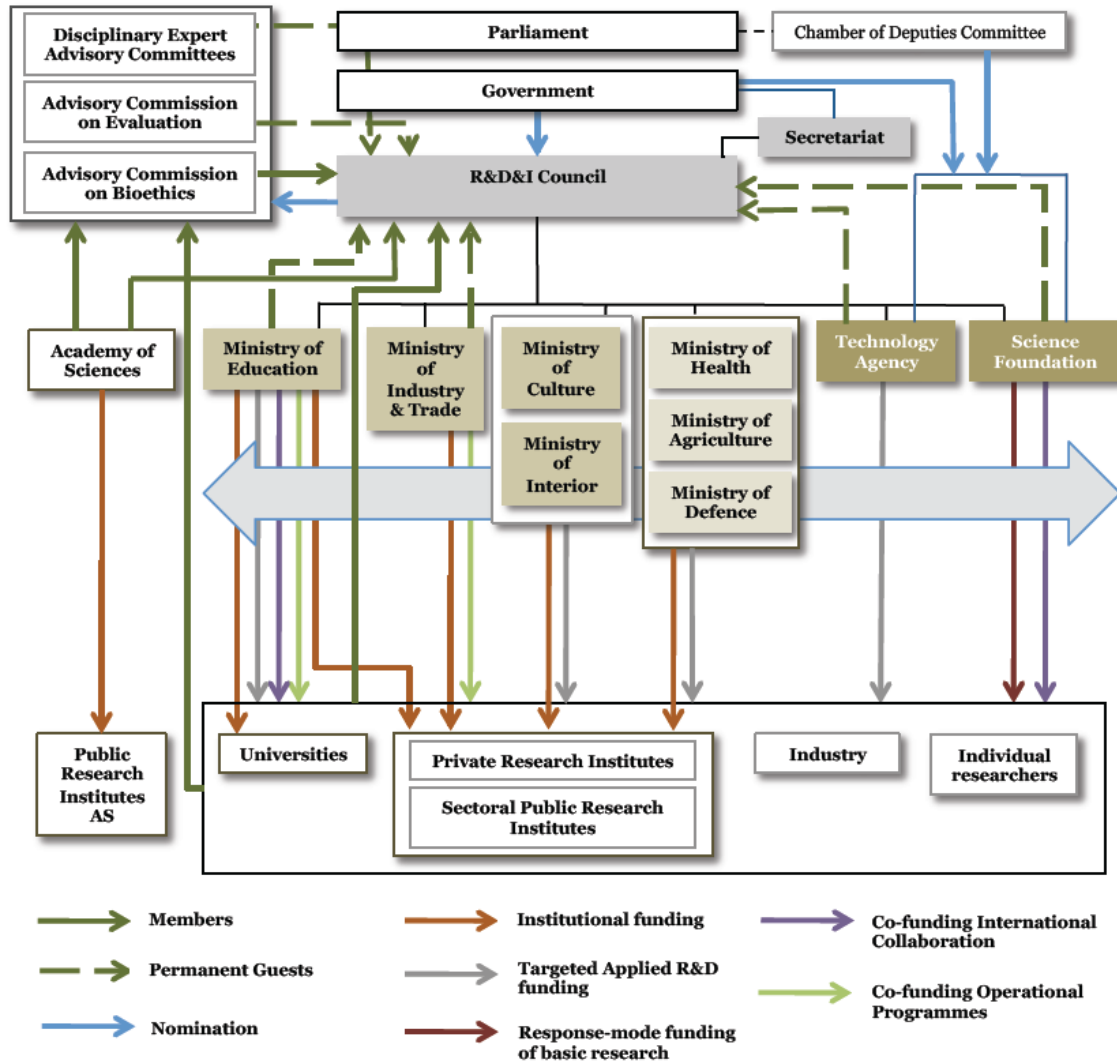 Disciplinary Expert
Advisory Committees
Advisory Commission
on Evaluation
Advisory Commission
on Bioethics
Parliament
Chamber of Deputies Committee
Government
Secretariat
R&D&I Council
Academy of
Sciences
Ministry of
Education
Ministry
of
Industry
& Trade
Ministry
of
Culture
Ministry
of
Interior
Ministry of
Health
Ministry of
Agriculture
Ministry of
Defence
Technology
Agency
Science
Foundation
Public
Research
Institutes
AS
Universities
Private Research Institutes
Sectoral Public Research
Institutes
Industry
Individual
researchers
Members
Permanent Guests
Nomination
Institutional funding
Targeted Applied R&D
funding
Response-mode funding
of basic research
Co-funding International
Collaboration
Co-funding Operational
Programmes